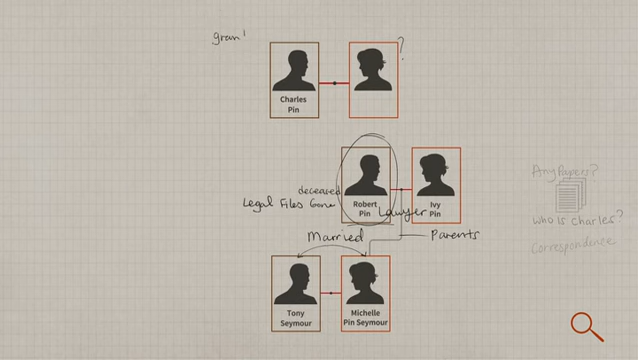 gran
?
Charles
Pin
deceased
Legal Files Gone
Robert
Pin
Lawyer
Ivy
Pin
Any Papers?
Who Is Charles?
Correspondence
Married
Parents
Tony
Seymour
Michelle
Pin Seymour